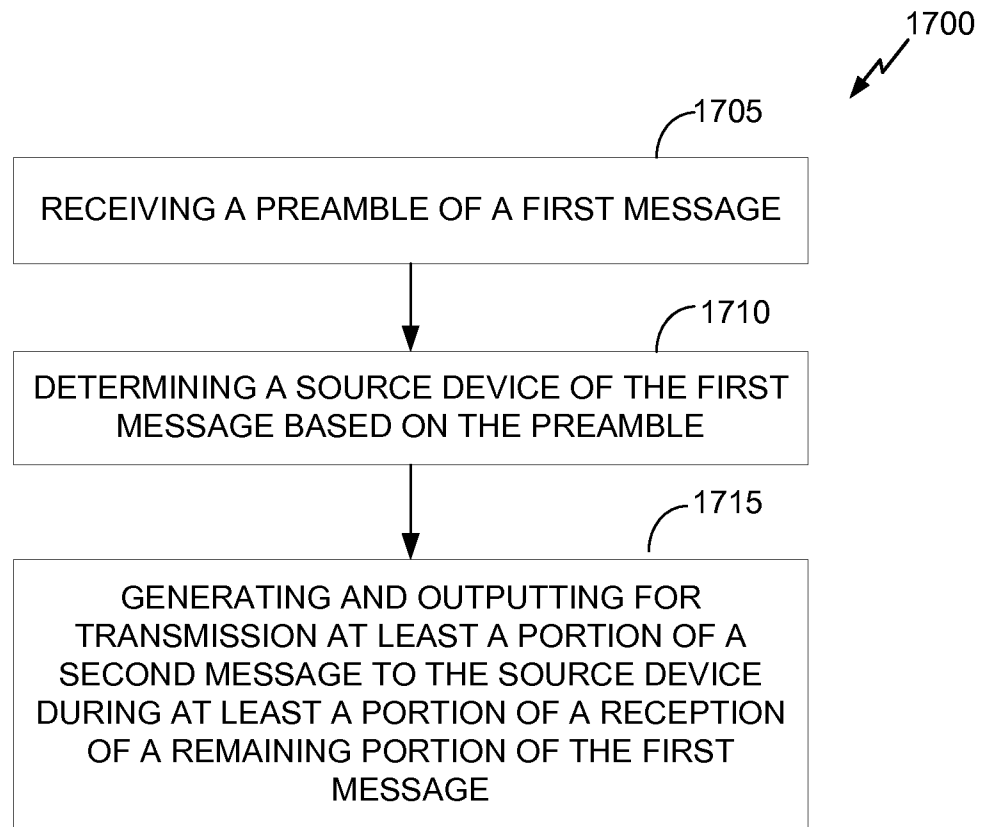 1700
1705
RECEIVING A PREAMBLE OF A FIRST MESSAGE
1710
DETERMINING A SOURCE DEVICE OF THE FIRST
MESSAGE BASED ON THE PREAMBLE
1715
GENERATING AND OUTPUTTING FOR
TRANSMISSION AT LEAST A PORTION OF A
SECOND MESSAGE TO THE SOURCE DEVICE
DURING AT LEAST A PORTION OF A RECEPTION
OF A REMAINING PORTION OF THE FIRST
MESSAGE